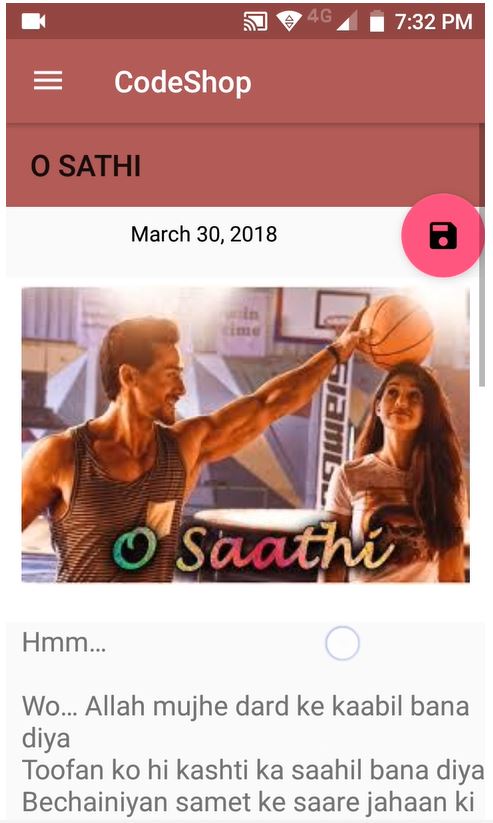 4G 7:32 PM
CodeShop
O SATHI
March 30, 2018
O Saathi
Hmm...
Wo... Allah mujhe dard ke kaabil bana
diya
Toofan ko hi kashti ka saahil bana diya
Bechainiyan samet ke saare jahaan ki